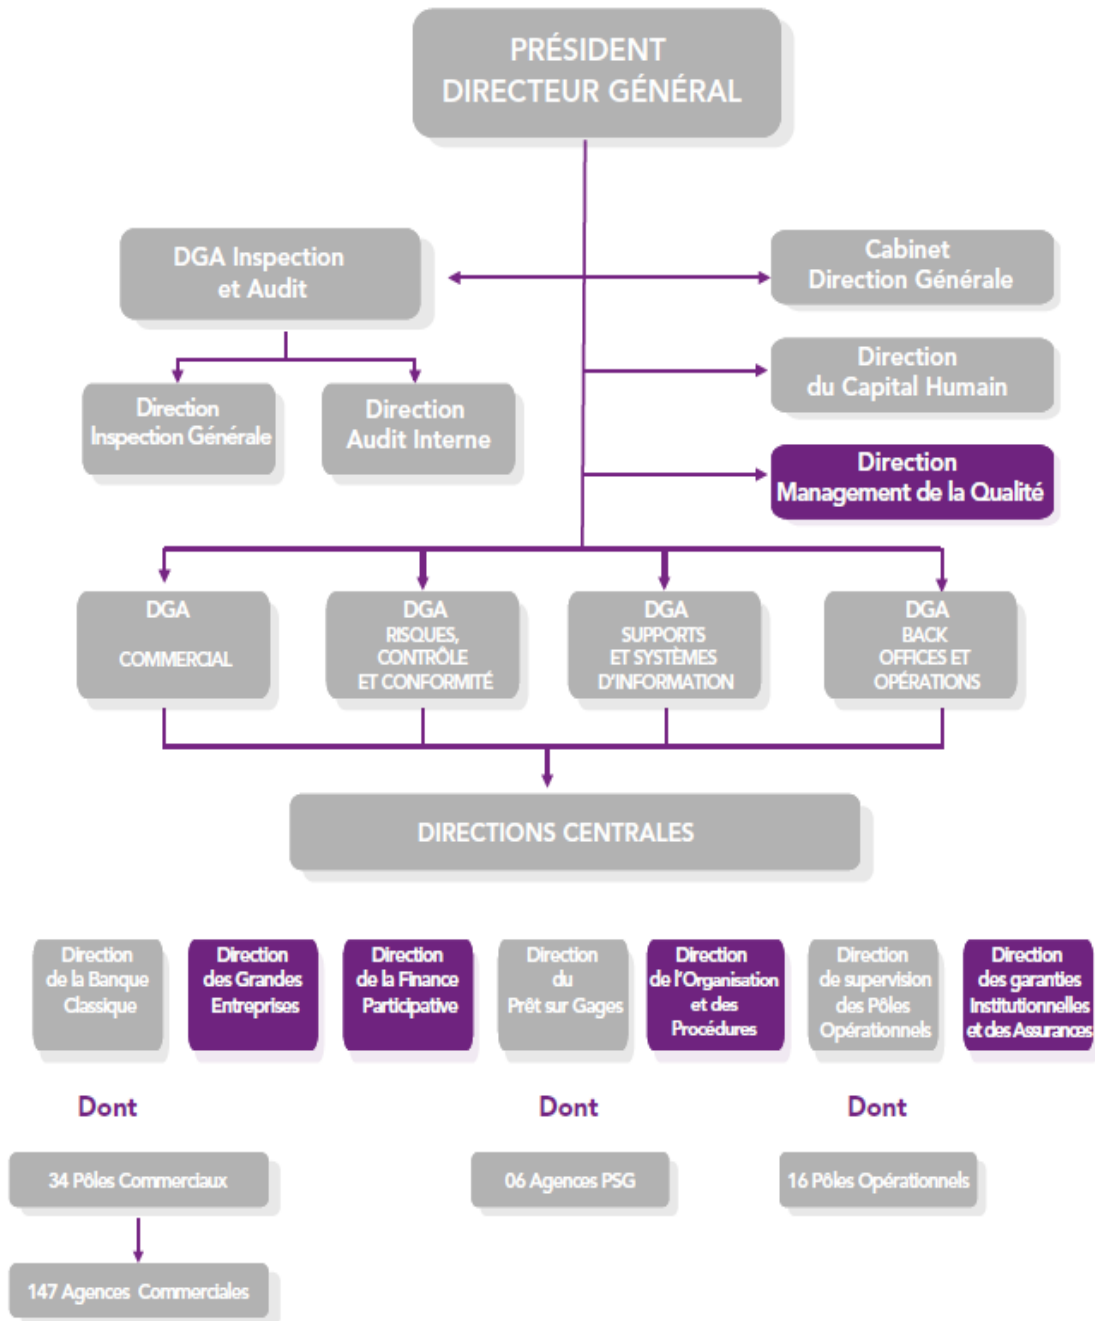 PRÉSIDENT
DIRECTEUR GÉNÉRAL
DGA Inspection
et Audit
Cabinet
Direction Générale
Direction
Inspection Générale
Direction
Audit Interne
Direction
du Capital Humain
Direction
Management de la Qualité
DGA
COMMERCIAL
DGA
RISQUES,
CONTRÔLE
ET CONFORMITÉ
DGA
SUPPORTS
ET SYSTÈMES
D'INFORMATION
DGA
BACK
OFFICES ET
OPÉRATIONS
DIRECTIONS CENTRALES
Direction
de la Banque
Classique
Direction
des Grandes
Entreprises
Direction
de la Finance
Participative
Direction
du
Prêt sur Gages
Direction
de l'Organisation
et des
Procédures
Direction
de supervision
des Pôles
Opérationnels
Direction
des garanties
Institutionnelles
et des Assurances
Dont
Dont
Dont
34 Pôles Commerciaux
06 Agences PSG
16 Pôles Opérationnels
147 Agences Commerciales